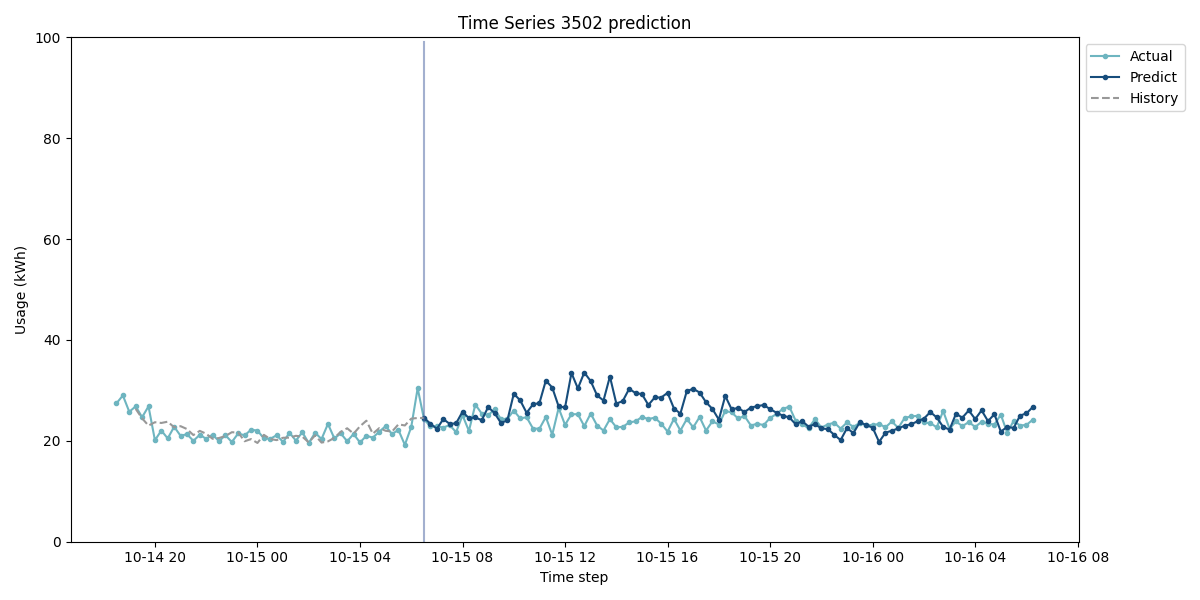 Time Series 3502 prediction
Usage (kWh)
100
80
60
40
20
0
10-14 20
10-15 00
10-15 04
10-15 08
10-15 12
10-15 16
10-15 20
10-16 00
10-16 04
10-16 08
Time step
Actual
Predict
History